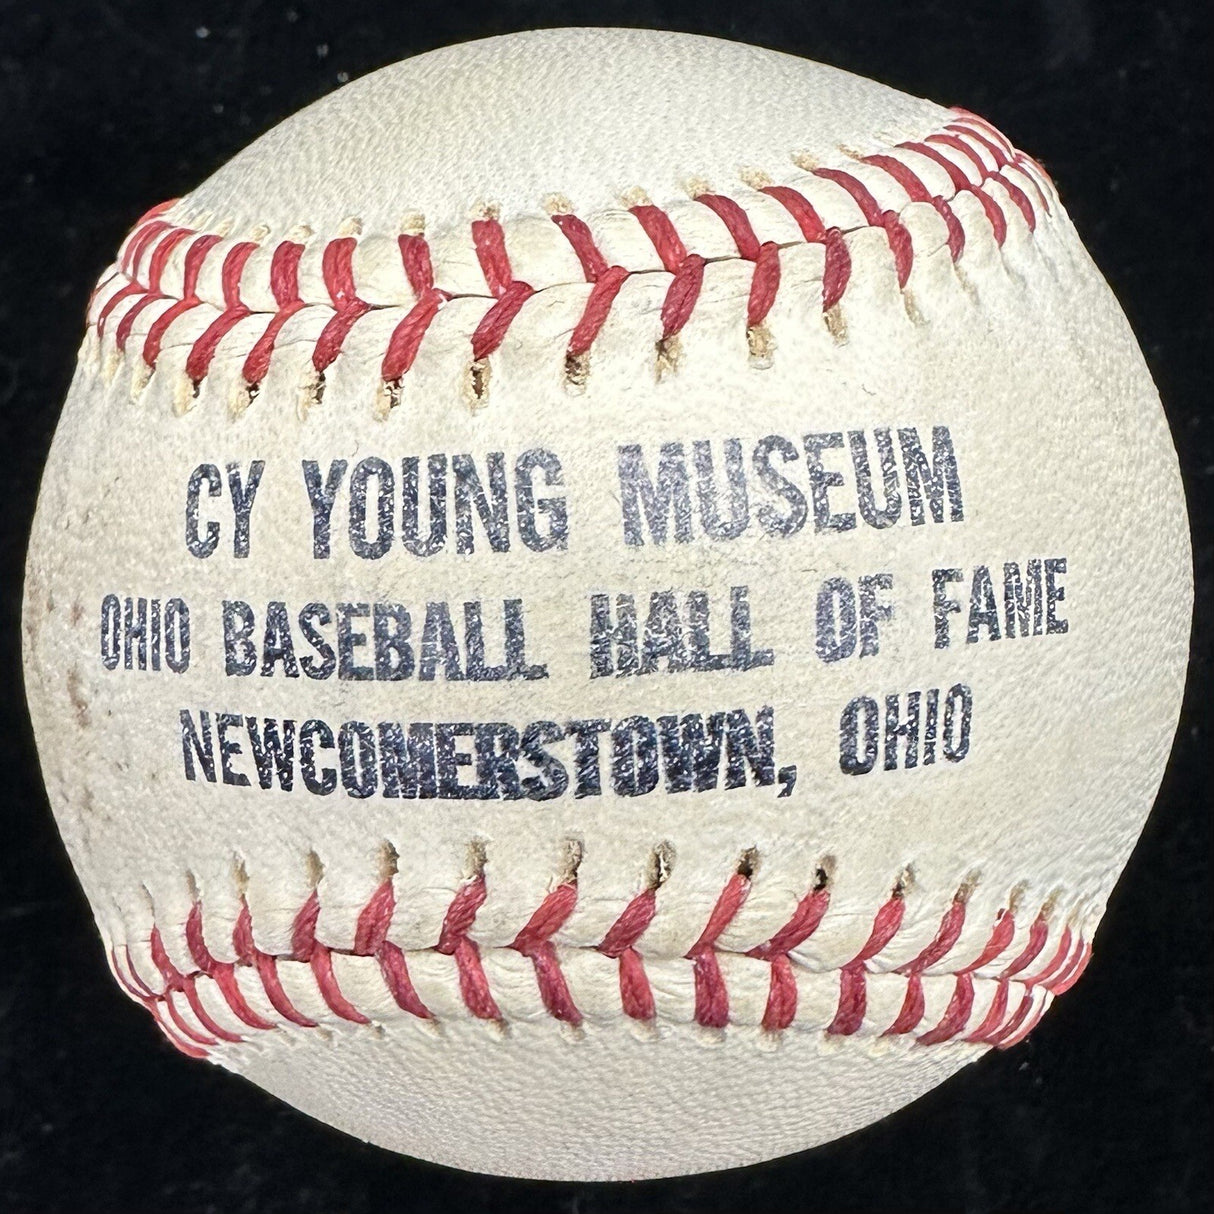 CY YOUNG MUSEUM
OHIO BASEBALL HALL OF FAME
NEWCOMERSTOWN, OHIO